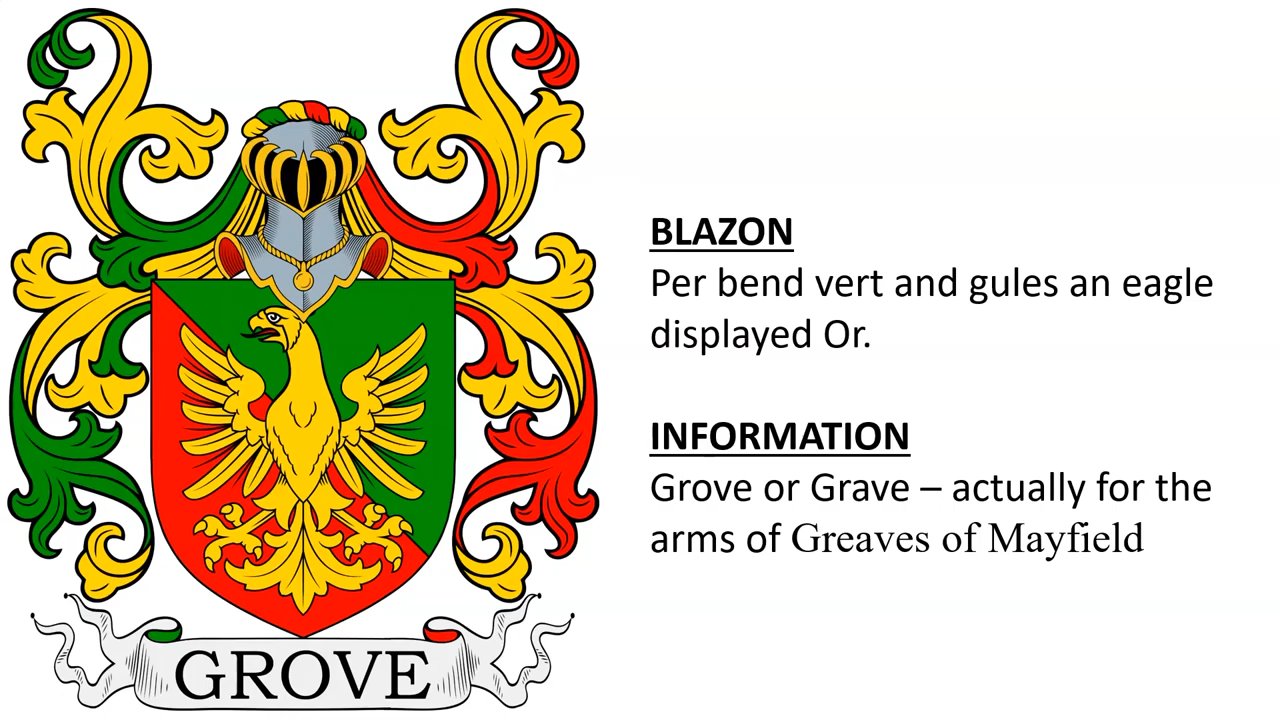 GROVE
BLAZON
Per bend vert and gules an eagle
displayed Or.
INFORMATION
Grove or Grave – actually for the
arms of Greaves of Mayfield